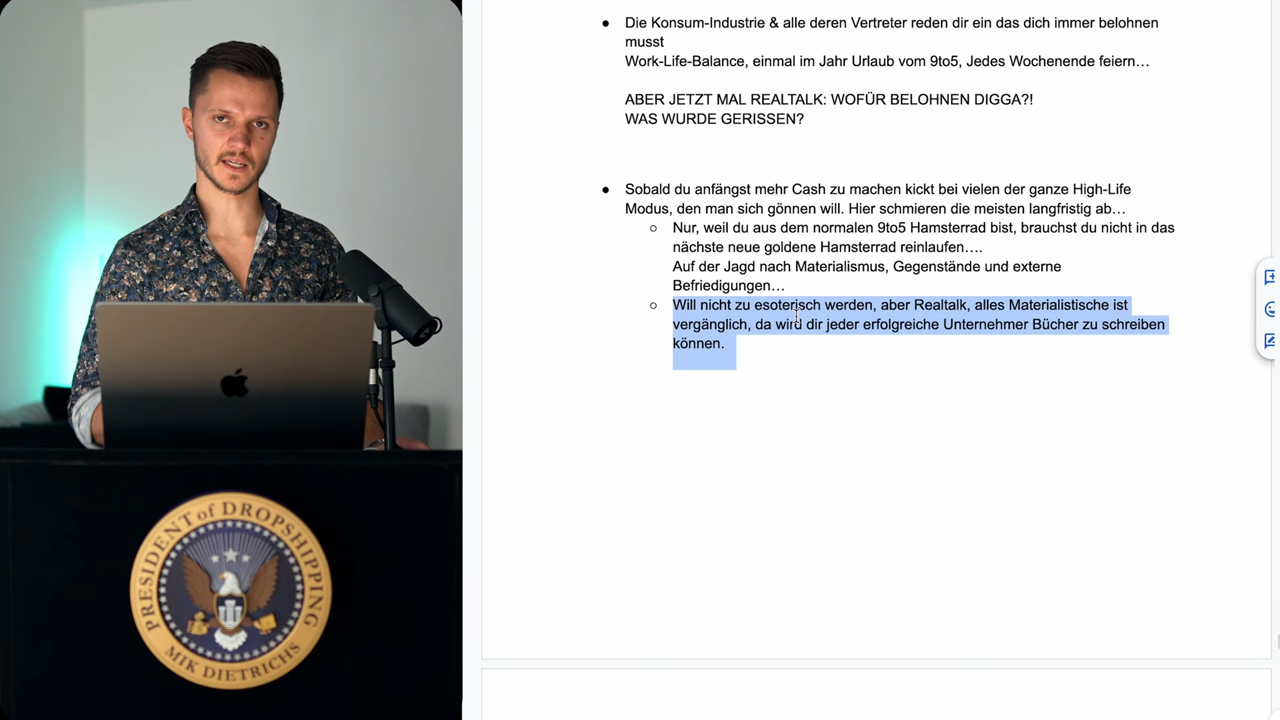 Die Konsum-Industrie & alle deren Vertreter reden dir ein das dich immer belohnen
musst
Work-Life-Balance, einmal im Jahr Urlaub vom 9to5, Jedes Wochenende feiern…
ABER JETZT MAL REALTALK: WOFÜR BELOHNEN DIGGA?!
WAS WURDE GERISSEN?
Sobald du anfängst mehr Cash zu machen kickt bei vielen der ganze High-Life
Modus, den man sich gönnen will. Hier schmieren die meisten langfristig ab…
Nur, weil du aus dem normalen 9to5 Hamsterrad bist, brauchst du nicht in das
nächste neue goldene Hamsterrad reinlaufen….
Auf der Jagd nach Materialismus, Gegenstände und externe
Befriedigungen…
Will nicht zu esoterisch werden, aber Realtalk, alles Materialistische ist
vergänglich, da wird dir jeder erfolgreiche Unternehmer Bücher zu schreiben
können.
PRESIDENT of DROPSHIPPING
MIK DIETRICHS